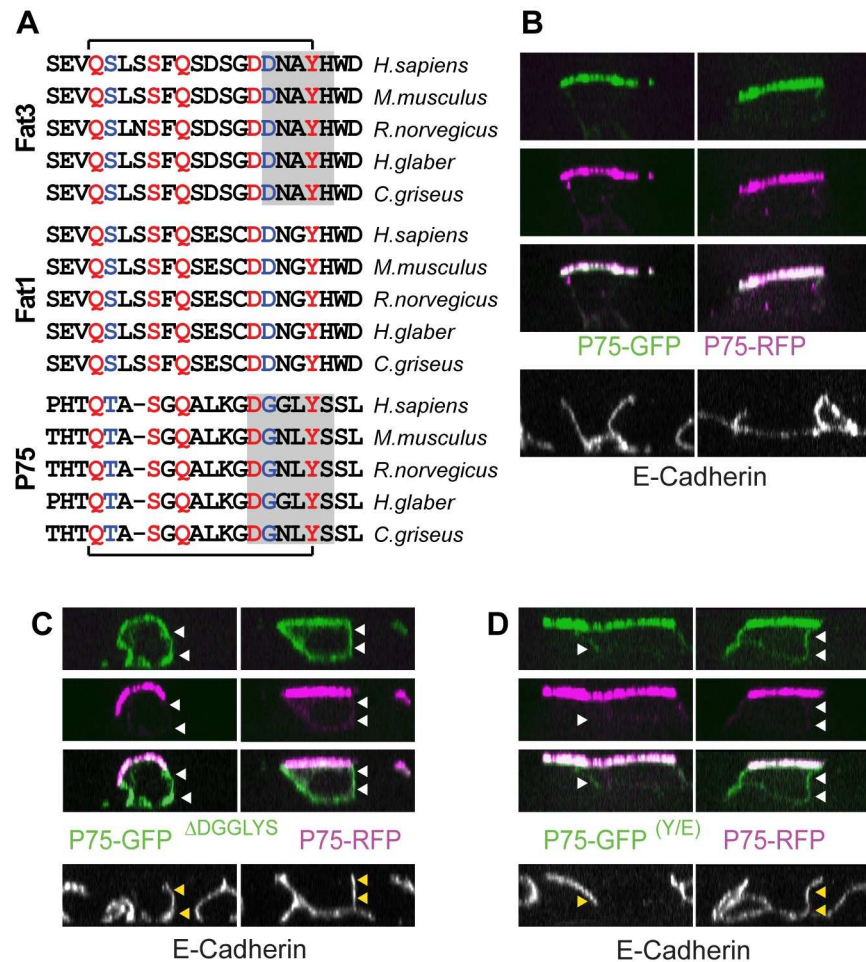 A
Fat3
SEVQSLSSFQSDSGDDNAYHWD H.sapiens
SEVQSLSSFQSDSGDDNAYHWD M.musculus
SEVQSLNSFQSDSGDDNAYHWD R.norvegicus
SEVQSLSSFQSDSGDDNAYHWD H.glaber
SEVQSLSSFQSDSGDDNAYHWD C.griseus
Fat1
SEVQSLSSFQSESCDDNGYHWD H.sapiens
SEVQSLSSFQSESCDDNGYHWD M.musculus
SEVQSLSSFQSESCDDNGYHWD R.norvegicus
SEVQSLSSFQSESCDDNGYHWD H.glaber
SEVQSLSSFQSESCDDNGYHWD C.griseus
P75
PHTQTA-SGQALKGDGGLYSSL H.sapiens
THTQTA-SGQALKGDGNLYSSL M.musculus
THTQTA-SGQALKGDGNLYSSL R.norvegicus
PHTQTA-SGQALKGDGGLYSSL H.glaber
THTQTA-SGQALKGDGNLYSSL C.griseus
B
P75-GFP P75-RFP
E-Cadherin
C
P75-GFP ΔDGGLYS P75-RFP
E-Cadherin
D
P75-GFP (Y/E) P75-RFP
E-Cadherin